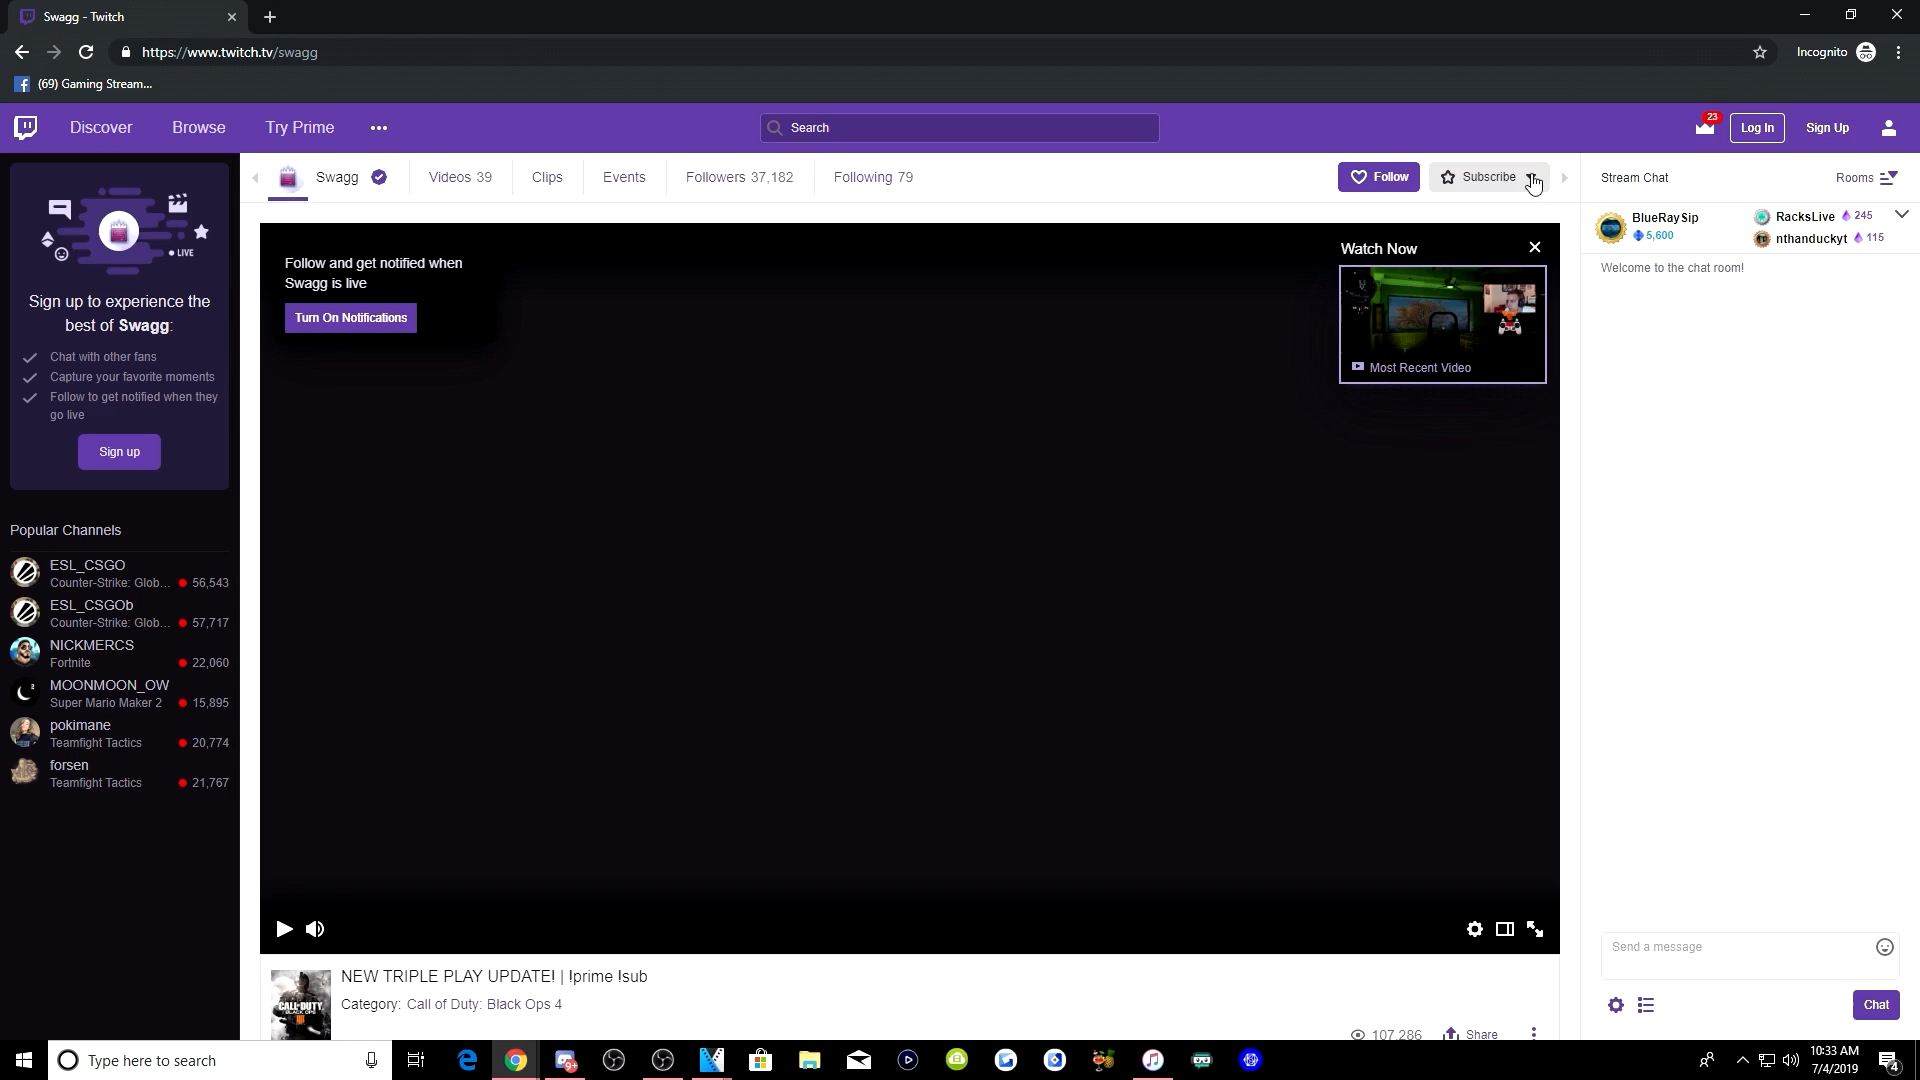 Swagg - Twitch
https://www.twitch.tv/swagg
Incognito
(69) Gaming Stream...
Discover
Browse
Try Prime
Search
23
Log In
Sign Up
Swagg
Videos 39
Clips
Events
Followers 37,182
Following 79
Follow
Subscribe
Stream Chat
Rooms
LIVE
Sign up to experience the
best of Swagg:
Chat with other fans
Capture your favorite moments
Follow to get notified when they
go live
Sign up
Popular Channels
ESL_CSGO
Counter-Strike: Glob... 56,543
ESL_CSGOb
Counter-Strike: Glob... 57,717
NICKMERCS
Fortnite 22,060
MOONMOON_OW
Super Mario Maker 2 15,895
pokimane
Teamfight Tactics 20,774
forsen
Teamfight Tactics 21,767
Follow and get notified when
Swagg is live
Turn On Notifications
Watch Now
Most Recent Video
BlueRaySip
5,600
RacksLive 245
nthanduckyt 115
Welcome to the chat room!
NEW TRIPLE PLAY UPDATE! | !prime !sub
Category: Call of Duty: Black Ops 4
CALL OF DUTY
BLACK OPS
107,286
Share
Send a message
Chat
Type here to search
9+
10:33 AM
7/4/2019
4